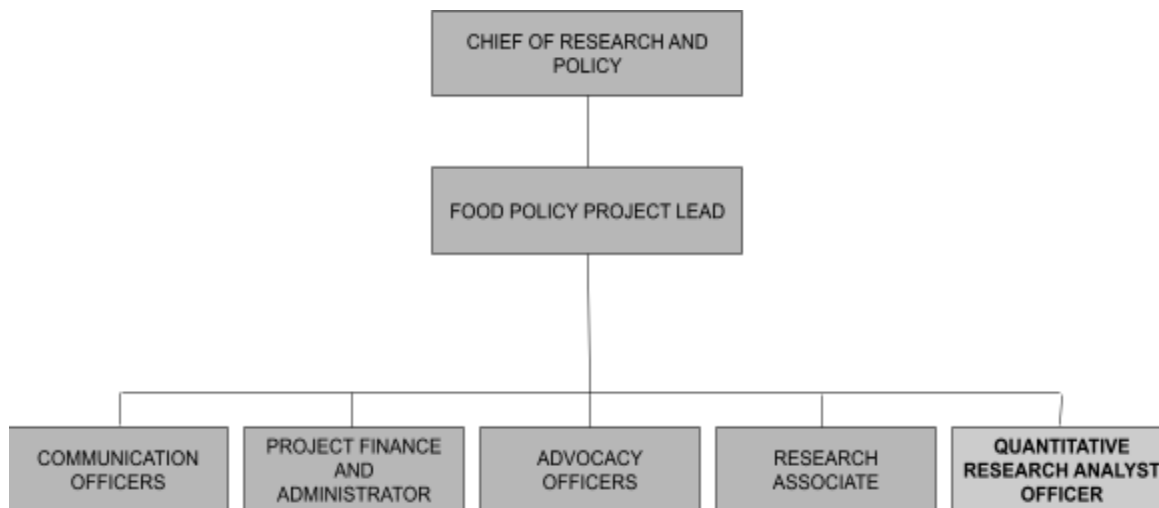 CHIEF OF RESEARCH AND
POLICY
FOOD POLICY PROJECT LEAD
COMMUNICATION
OFFICERS
PROJECT FINANCE
AND
ADMINISTRATOR
ADVOCACY
OFFICERS
RESEARCH
ASSOCIATE
QUANTITATIVE
RESEARCH ANALYST
OFFICER